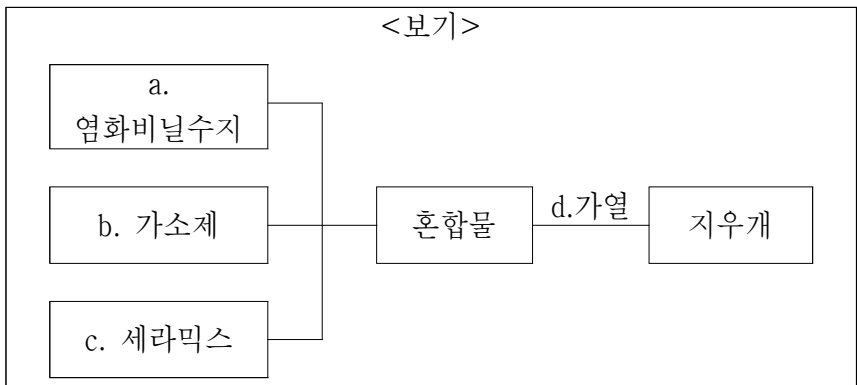 <보기>
a.
염화비닐수지
b. 가소제
혼합물
d.가열
지우개
c. 세라믹스